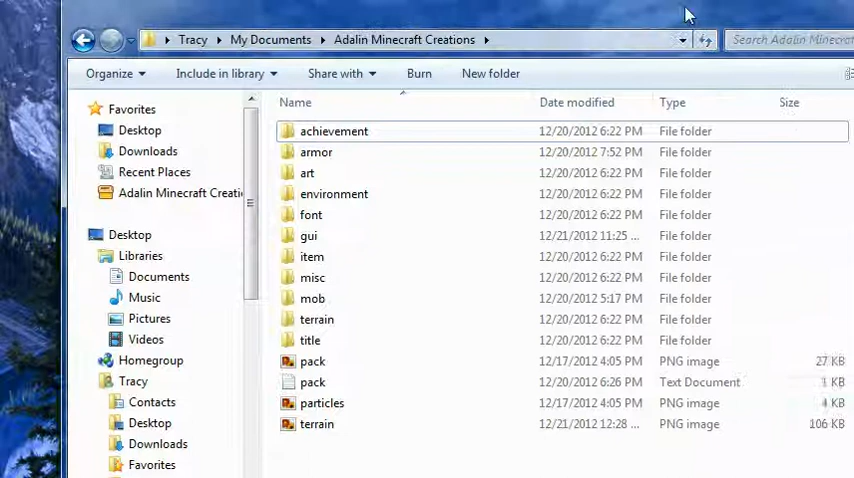 Tracy ▸ My Documents ▸ Adalin Minecraft Creations ▸ Search Adalin Minecraf
Organize Include in library Share with Burn New folder
Favorites
Desktop
Downloads
Recent Places
Adalin Minecraft Creati
Desktop
Libraries
Documents
Music
Pictures
Videos
Homegroup
Tracy
Contacts
Desktop
Downloads
Favorites
Name Date modified Type Size
achievement 12/20/2012 6:22 PM File folder
armor 12/20/2012 7:52 PM File folder
art 12/20/2012 6:22 PM File folder
environment 12/20/2012 6:22 PM File folder
font 12/20/2012 6:22 PM File folder
gui 12/21/2012 11:25 ... File folder
item 12/20/2012 6:22 PM File folder
misc 12/20/2012 6:22 PM File folder
mob 12/20/2012 5:17 PM File folder
terrain 12/20/2012 6:22 PM File folder
title 12/20/2012 6:22 PM File folder
pack 12/17/2012 4:05 PM PNG image 27 KB
pack 12/20/2012 6:26 PM Text Document 1 KB
particles 12/17/2012 4:05 PM PNG image 4 KB
terrain 12/21/2012 12:28 ... PNG image 106 KB